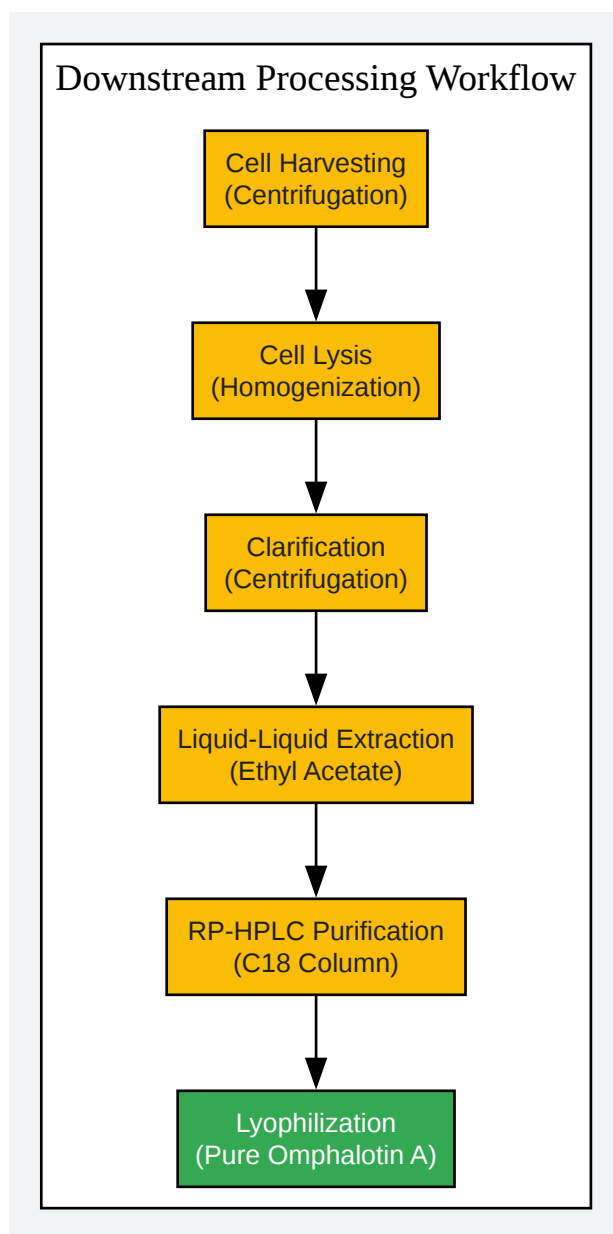 Downstream Processing Workflow
Cell Harvesting
(Centrifugation)
Cell Lysis
(Homogenization)
Clarification
(Centrifugation)
Liquid-Liquid Extraction
(Ethyl Acetate)
RP-HPLC Purification
(C18 Column)
Lyophilization
(Pure Omphalotin A)